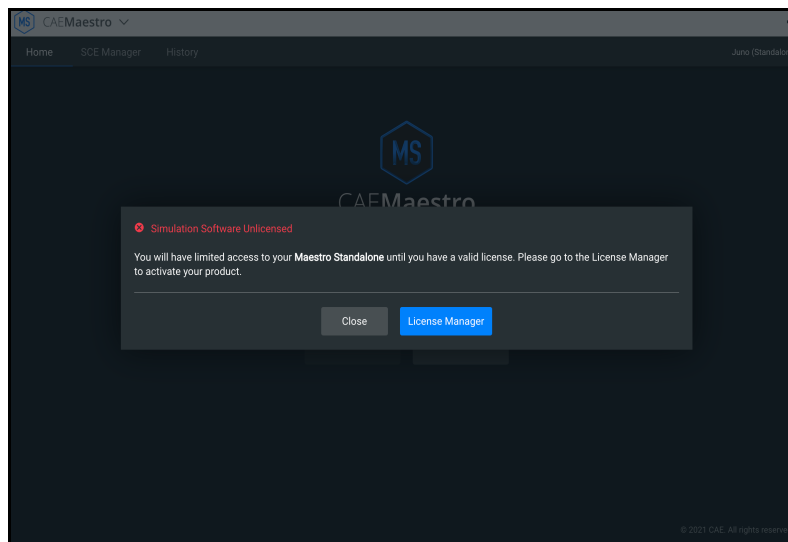 MS CAEMaestro
Home SCE Manager History Juno (Standalon
MS
CAEMaestro
Simulation Software Unlicensed
You will have limited access to your Maestro Standalone until you have a valid license. Please go to the License Manager
to activate your product.
Close License Manager
© 2021 CAE. All rights reserve